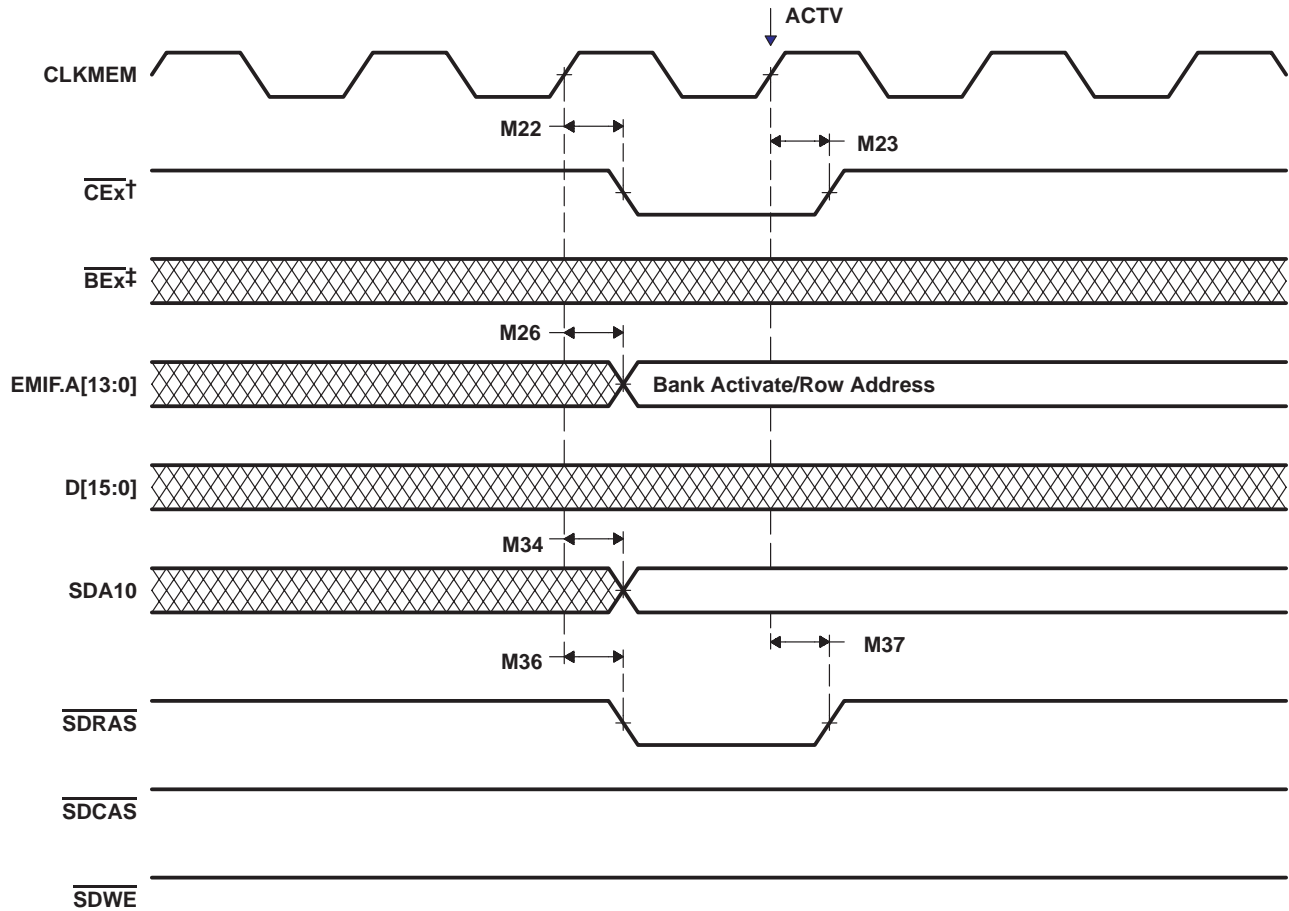 ACTV
CLKMEM
M22
M23
CEx†
BEx‡
M26
EMIF.A[13:0]
Bank Activate/Row Address
D[15:0]
M34
SDA10
M37
M36
SDRAS
SDCAS
SDWE